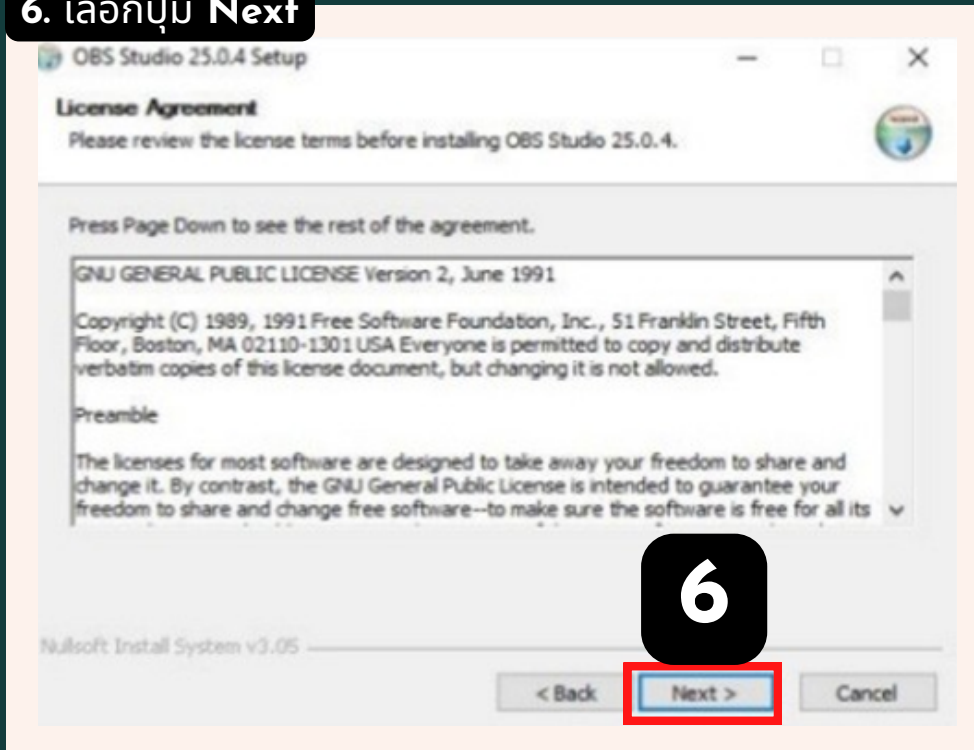 6. เลือกปุ่ม Next
OBS Studio 25.0.4 Setup
License Agreement
Please review the license terms before installing OBS Studio 25.0.4.
Press Page Down to see the rest of the agreement.
GNU GENERAL PUBLIC LICENSE Version 2, June 1991
Copyright (C) 1989, 1991 Free Software Foundation, Inc., 51 Franklin Street, Fifth
Floor, Boston, MA 02110-1301 USA Everyone is permitted to copy and distribute
verbatim copies of this license document, but changing it is not allowed.
Preamble
The licenses for most software are designed to take away your freedom to share and
change it. By contrast, the GNU General Public License is intended to guarantee your
freedom to share and change free software--to make sure the software is free for all its
6
Nullsoft Install System v3.05
< Back Next > Cancel